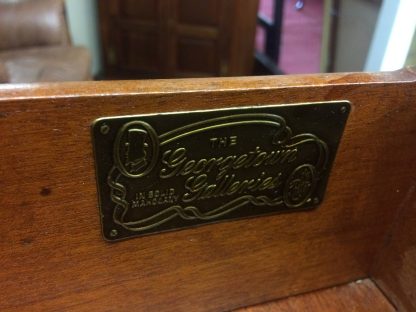 THE
Georgetown
Galleries
IN SOLID
MAHOGANY